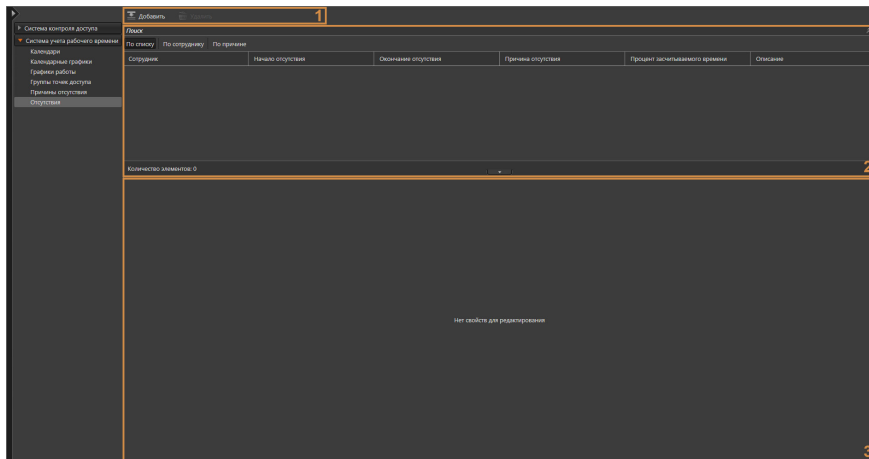 Добавить Удалить 1
Система контроля доступа
Система учета рабочего времени
Календари
Календарные графики
Графики работы
Группы точек доступа
Причины отсутствия
Отсутствия
Поиск
По списку По сотруднику По причине
Сотрудник Начало отсутствия Окончание отсутствия Причина отсутствия Процент засчитываемого времени Описание
Количество элементов: 0
2
Нет свойств для редактирования
3